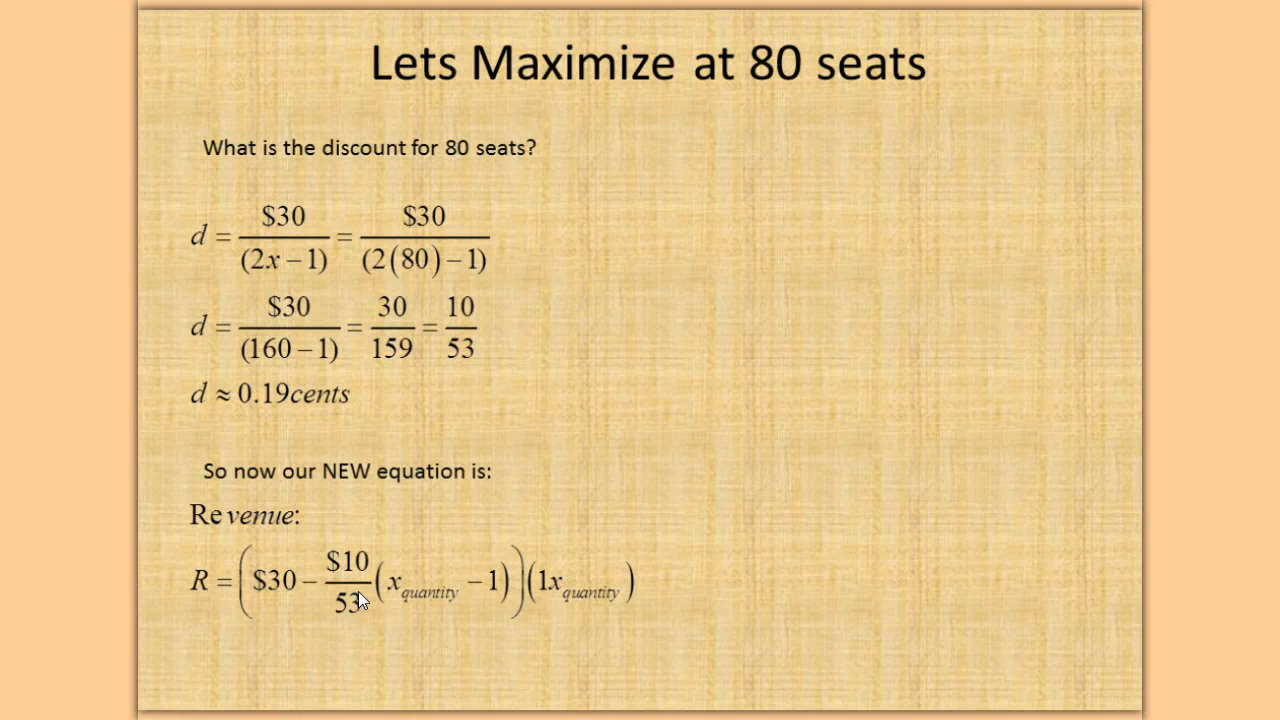 Lets Maximize at 80 seats
What is the discount for 80 seats?
d = $30/(2x – 1) = $30/(2(80) – 1)
d = $30/(160 – 1) = 30/159 = 10/53
d ≈ 0.19cents
So now our NEW equation is:
Revenue:
R = ($30 – $10/53 (x_quantity – 1))(1x_quantity)